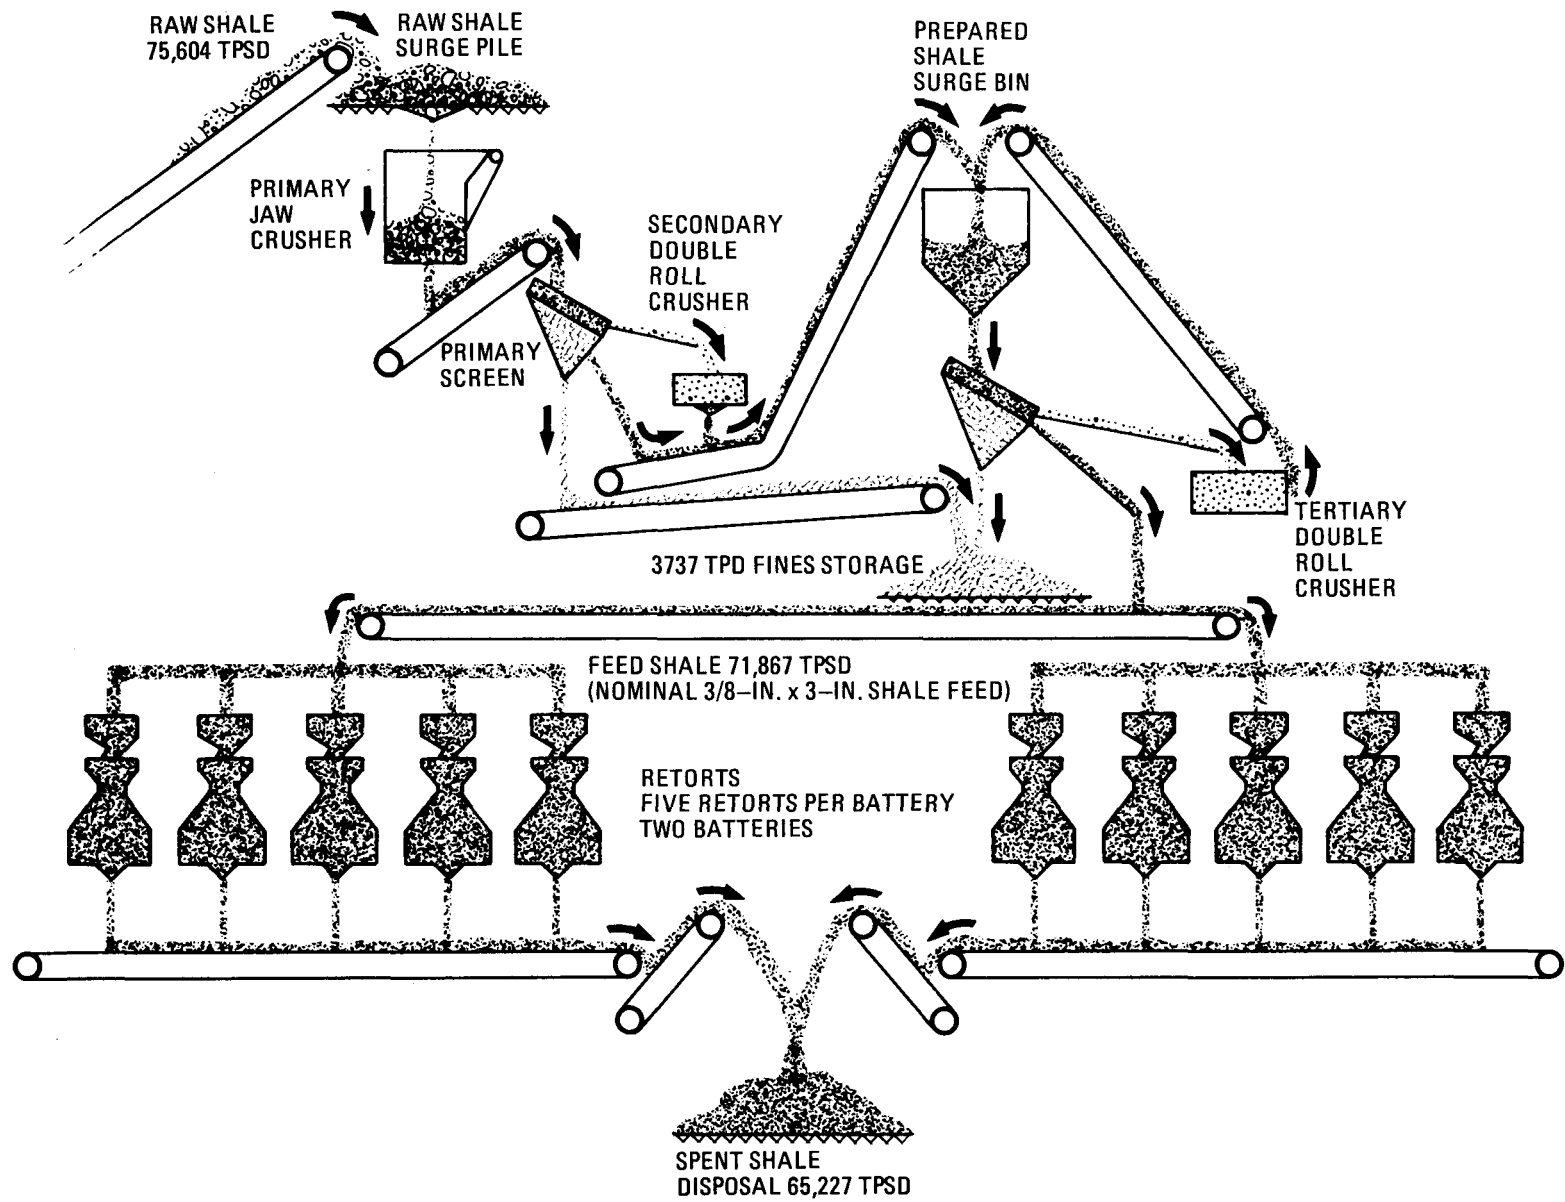 RAW SHALE
75,604 TPSD
RAW SHALE
SURGE PILE
PREPARED
SHALE
SURGE BIN
PRIMARY
JAW
CRUSHER
SECONDARY
DOUBLE
ROLL
CRUSHER
PRIMARY
SCREEN
TERTIARY
DOUBLE
ROLL
CRUSHER
3737 TPD FINES STORAGE
FEED SHALE 71,867 TPSD
(NOMINAL 3/8–IN. x 3–IN. SHALE FEED)
RETORTS
FIVE RETORTS PER BATTERY
TWO BATTERIES
SPENT SHALE
DISPOSAL 65,227 TPSD